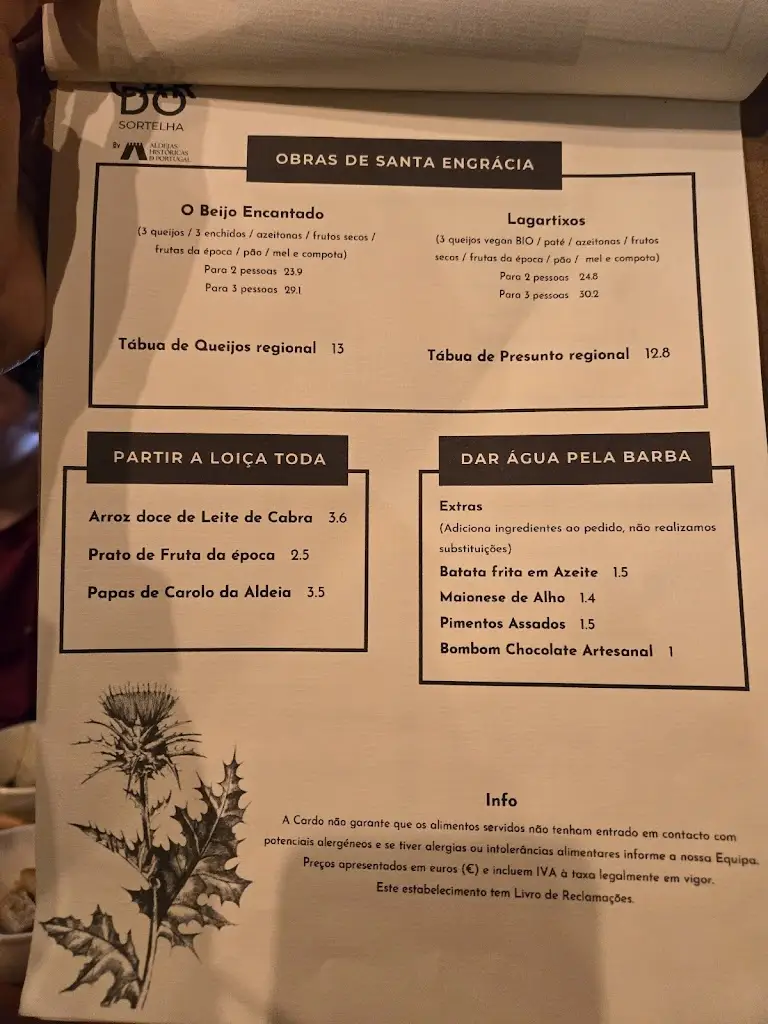 DO
SORTELHA
By ALDEIAS
HISTÓRICAS
DE PORTUGAL
OBRAS DE SANTA ENGRÁCIA
O Beijo Encantado
(3 queijos / 3 enchidos / azeitonas / frutos secos /
frutas da época / pão / mel e compota)
Para 2 pessoas 23.9
Para 3 pessoas 29.1
Lagartixos
(3 queijos vegan BIO / paté / azeitonas / frutos
secos / frutas da época / pão / mel e compota)
Para 2 pessoas 24.8
Para 3 pessoas 30.2
Tábua de Queijos regional 13
Tábua de Presunto regional 12.8
PARTIR A LOIÇA TODA
Arroz doce de Leite de Cabra 3.6
Prato de Fruta da época 2.5
Papas de Carolo da Aldeia 3.5
DAR ÁGUA PELA BARBA
Extras
(Adiciona ingredientes ao pedido, não realizamos
substituições)
Batata frita em Azeite 1.5
Maionese de Alho 1.4
Pimentos Assados 1.5
Bombom Chocolate Artesanal 1
Info
A Cardo não garante que os alimentos servidos não tenham entrado em contacto com
potenciais alergéneos e se tiver alergias ou intolerâncias alimentares informe a nossa Equipa.
Preços apresentados em euros (€) e incluem IVA à taxa legalmente em vigor.
Este estabelecimento tem Livro de Reclamações.